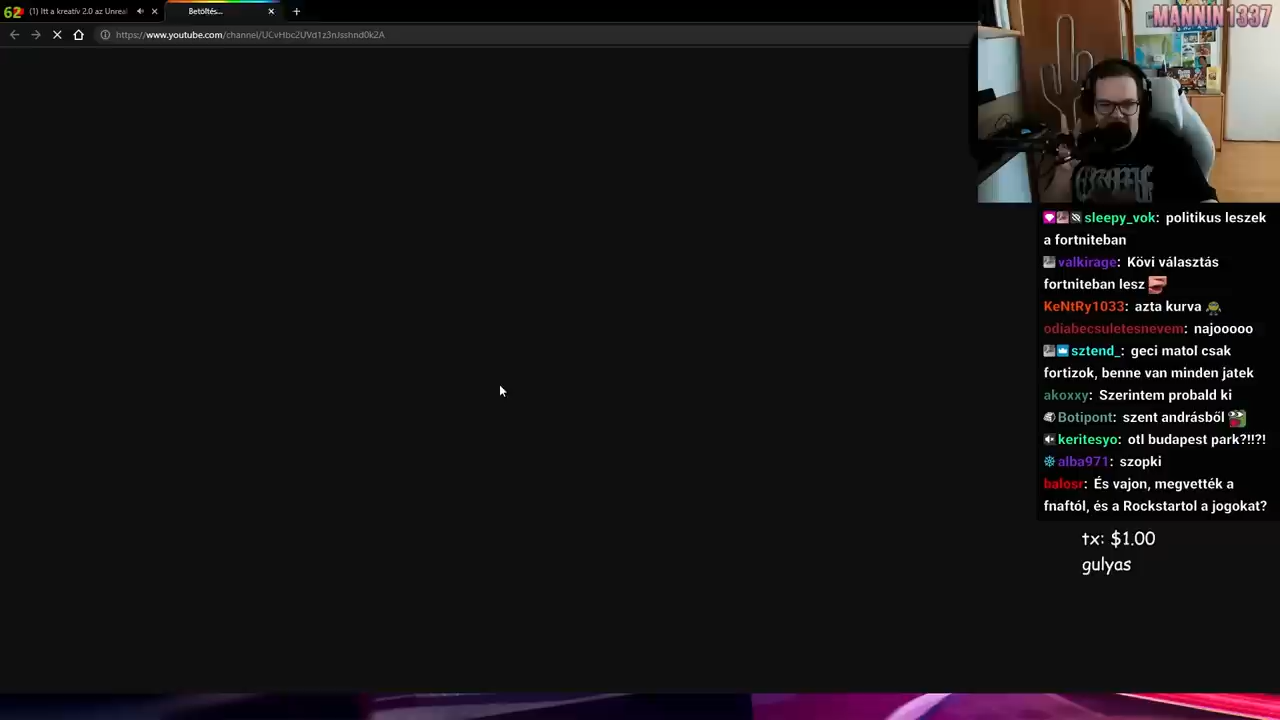 62
(1) Itt a kreatív 2.0 az Unreal
Betöltés...
https://www.youtube.com/channel/UCvHbc2UVd1z3nJsshnd0k2A
MANNIN1337
sleepy_vok: politikus leszek
a fortniteban
valkirage: Kövi választás
fortniteban lesz
KeNtRy1033: azta kurva
odiabecsuletesnevem: najooooo
sztend_: geci matol csak
fortizok, benne van minden jatek
akoxxy: Szerintem probald ki
Botipont: szent andrásból
keritesyo: otl budapest park?!!?!
alba971: szopki
balosr: És vajon, megvették a
fnaftól, és a Rockstartol a jogokat?
tx: $1.00
gulyas